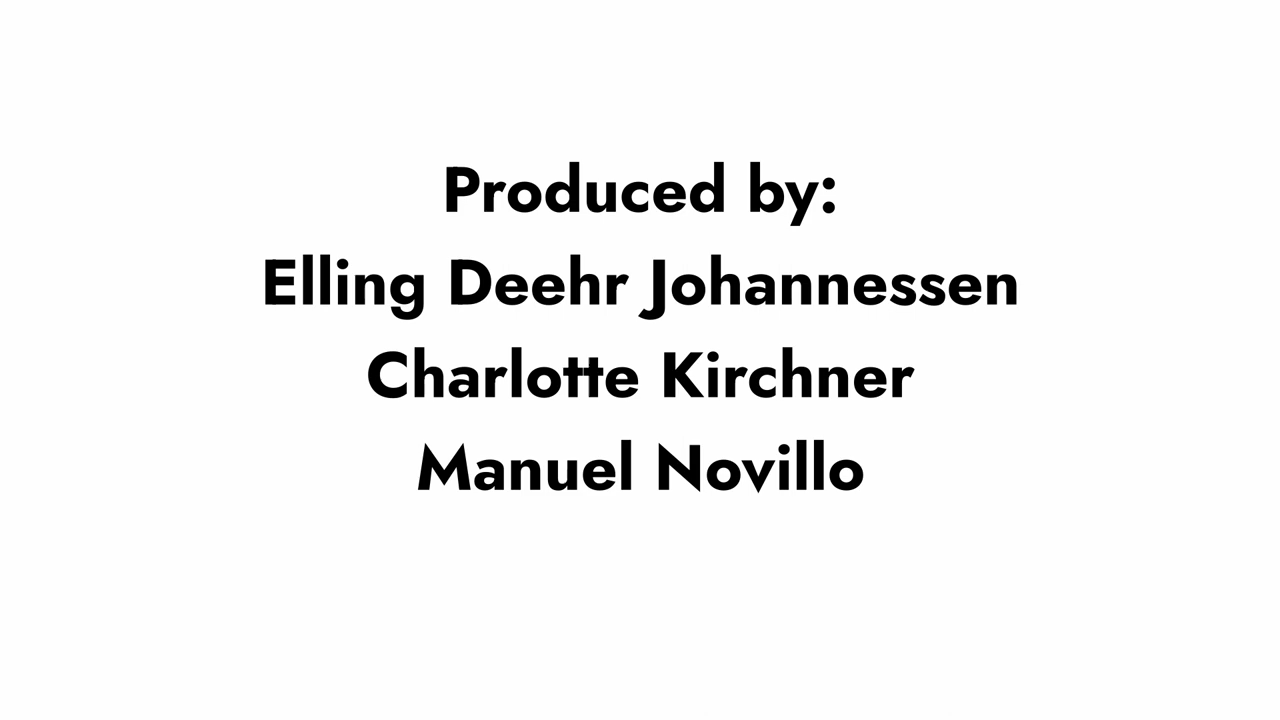 Produced by:
Elling Deehr Johannessen
Charlotte Kirchner
Manuel Novillo